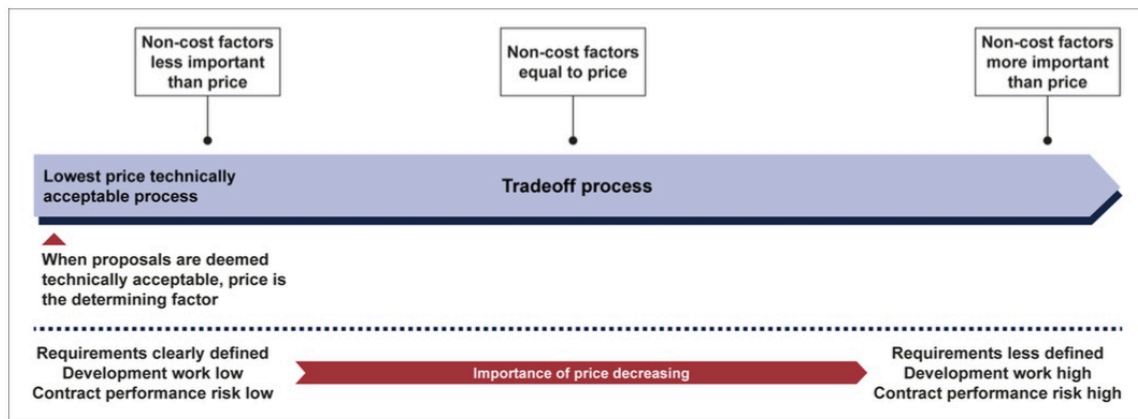 Non-cost factors
less important
than price
Non-cost factors
equal to price
Non-cost factors
more important
than price
Lowest price technically
acceptable process
Tradeoff process
When proposals are deemed
technically acceptable, price is
the determining factor
Requirements clearly defined
Development work low
Contract performance risk low
Importance of price decreasing
Requirements less defined
Development work high
Contract performance risk high